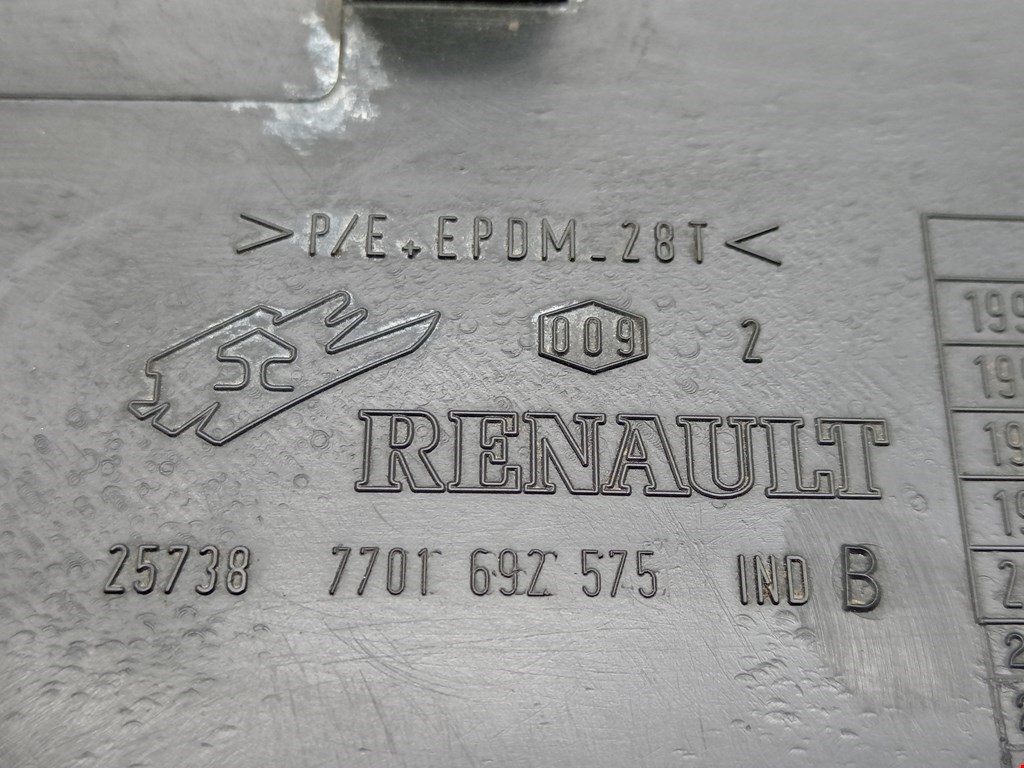 >P/E+EPDM_28T<
009 2
RENAULT
25738 7701 692 575 IND B